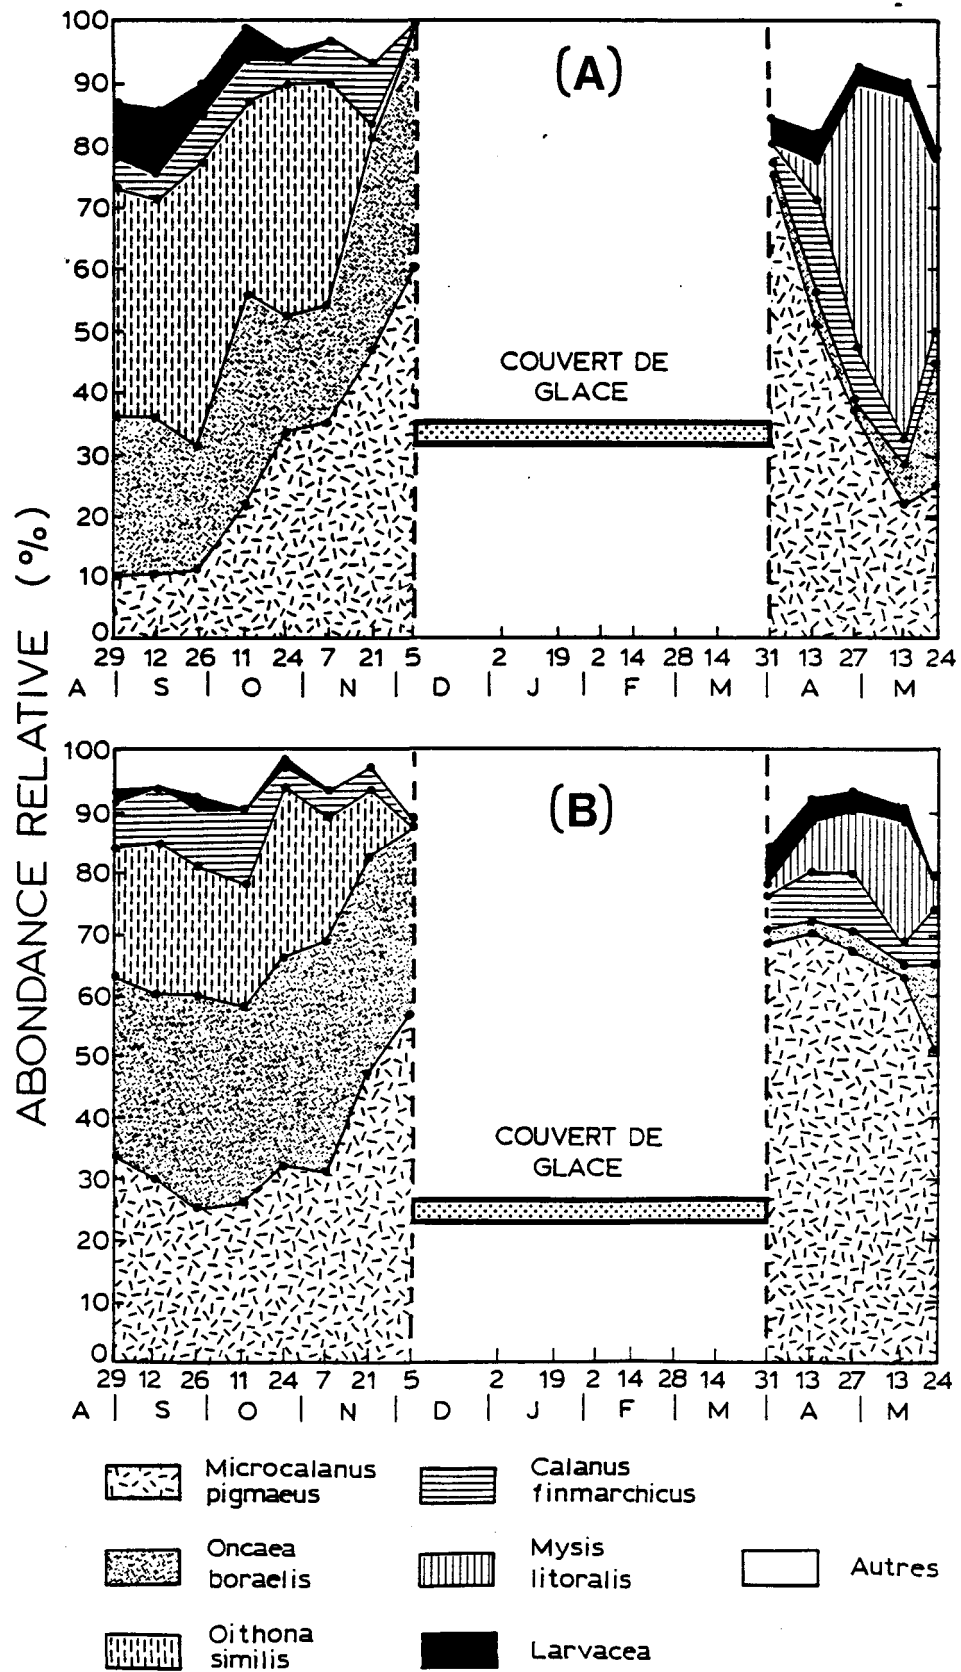 ABONDANCE RELATIVE (%)
100
90
80
70
60
50
40
30
20
10
0
(A)
COUVERT DE
GLACE
29 12 26 11 24 7 21 5 2 19 2 14 28 14 31 13 27 13 24
A | S | O | N | D | J | F | M | A | M
100
90
80
70
60
50
40
30
20
10
0
(B)
COUVERT DE
GLACE
29 12 26 11 24 7 21 5 2 19 2 14 28 14 31 13 27 13 24
A | S | O | N | D | J | F | M | A | M
Microcalanus
pigmaeus
Oncaea
boraelis
Oithona
similis
Calanus
finmarchicus
Mysis
litoralis
Larvacea
Autres